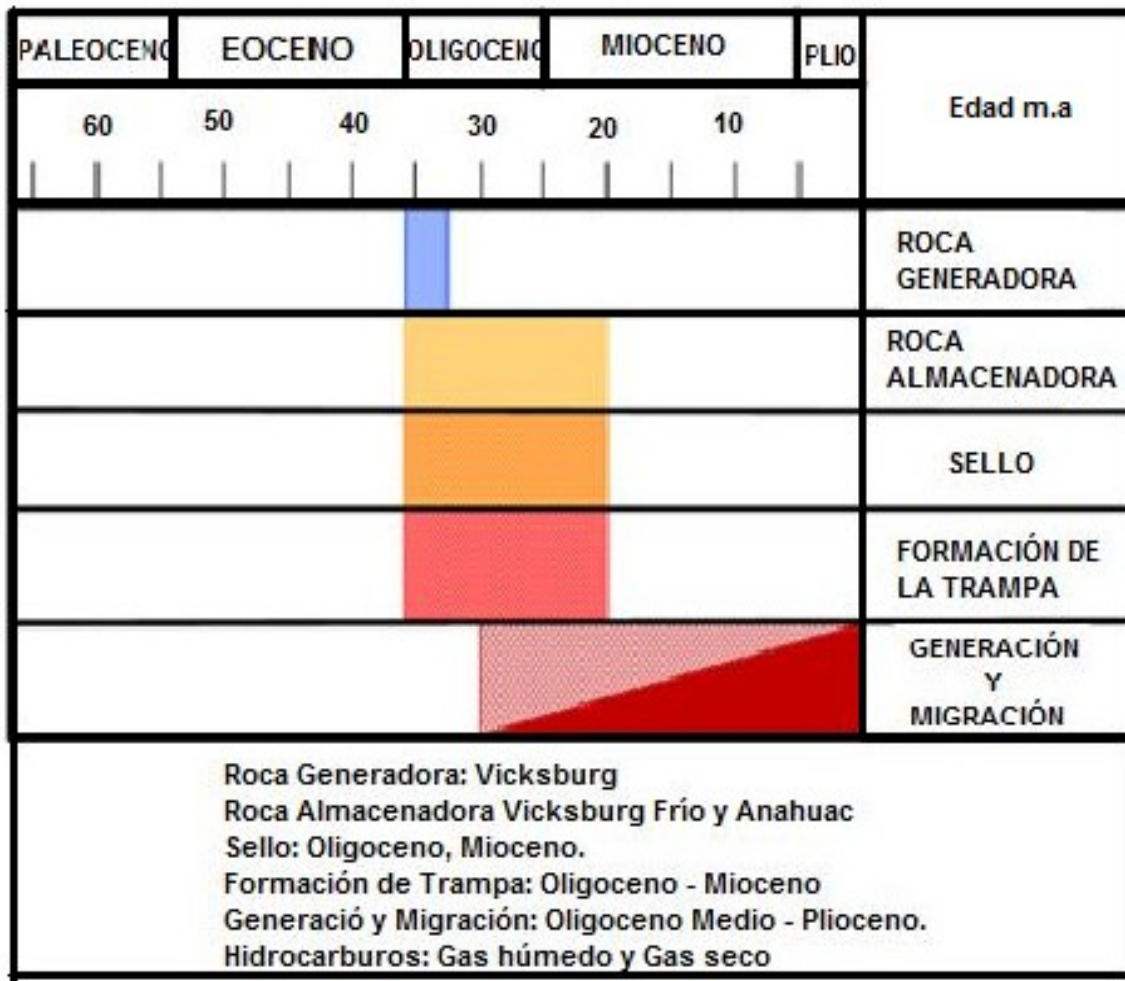 PALEOCENO EOCENO OLIGOCENO MIOCENO PLIO
Edad m.a
60 50 40 30 20 10
ROCA
GENERADORA
ROCA
ALMACENADORA
SELLO
FORMACIÓN DE
LA TRAMPA
GENERACIÓN
Y
MIGRACIÓN
Roca Generadora: Vicksburg
Roca Almacenadora Vicksburg Frío y Anahuac
Sello: Oligoceno, Mioceno.
Formación de Trampa: Oligoceno - Mioceno
Generació y Migración: Oligoceno Medio - Plioceno.
Hidrocarburos: Gas húmedo y Gas seco